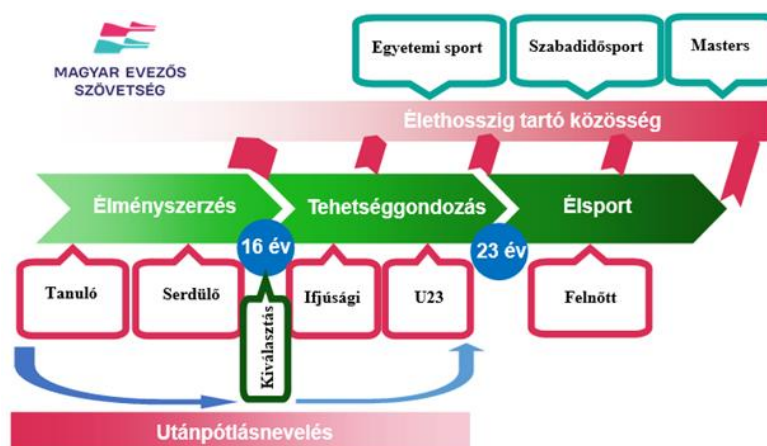 MAGYAR EVEZŐS
SZÖVETSÉG
Egyetemi sport
Szabadidősport
Masters
Élethosszig tartó közösség
Élményszerzés
Tehetséggondozás
Élsport
16 év
23 év
Tanuló
Serdülő
Kiválasztás
Ifjúsági
U23
Felnőtt
Utánpótlásnevelés